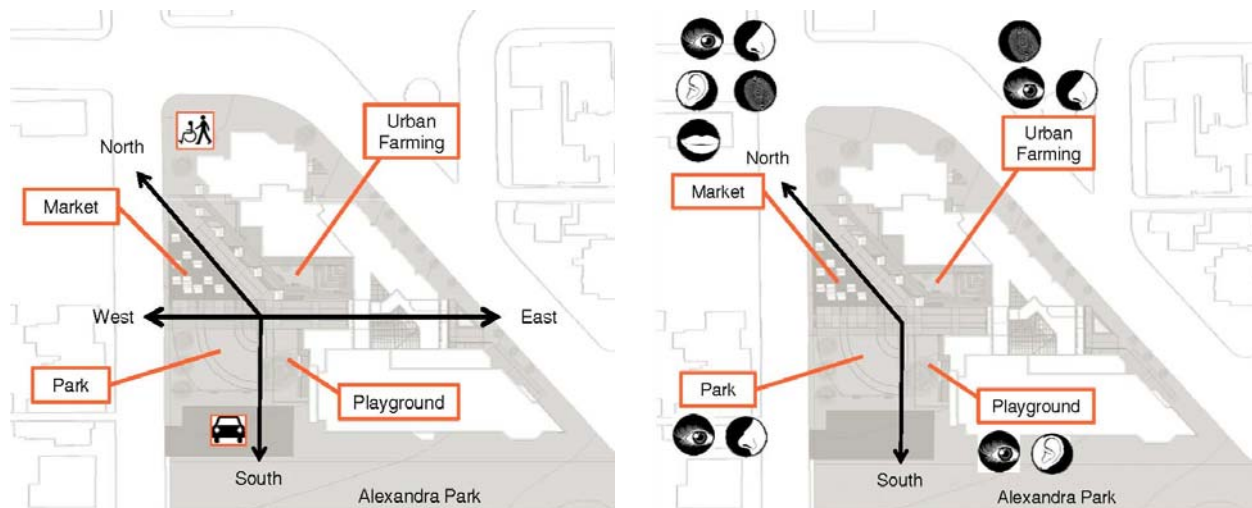 Urban
Farming
North
Market
West
East
Park
Playground
South
Alexandra Park
Urban
Farming
North
Market
Park
Playground
South
Alexandra Park